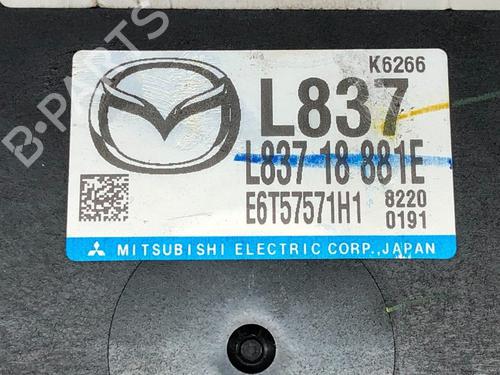 K6266
L837
L837 18 881E
E6T57571H1 8220
0191
MITSUBISHI ELECTRIC CORP., JAPAN
B-PARTS